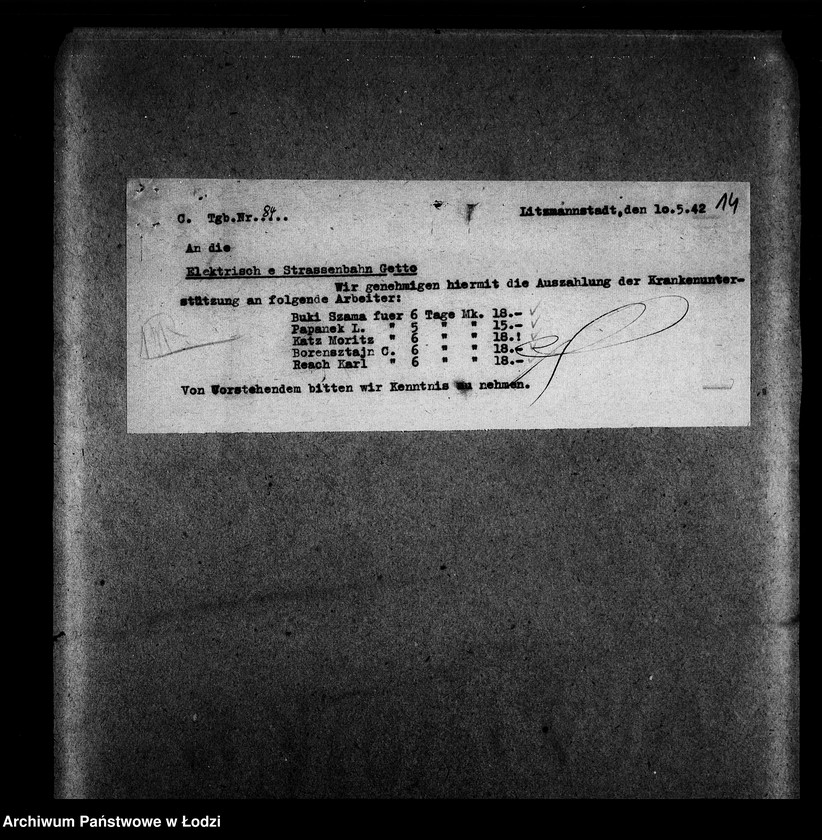 14
C. Tgb.Nr.84... Litzmannstadt,den 10.5.42
An die
Elektrisch e Strassenbahn Getto
Wir genehmigen hiermit die Auszahlung der Krankenunter-
stützung an folgende Arbeiter:
Buki Szama fuer 6 Tage Mk. 18.-
Papanek L. " 5 " " 15.-
Katz Moritz " 6 " " 18.!
Borensztajn C. " 6 " " 18.-
Reach Karl " 6 " " 18.-
Von Vorstehendem bitten wir Kenntnis zu nehmen.
Archiwum Państwowe w Łodzi